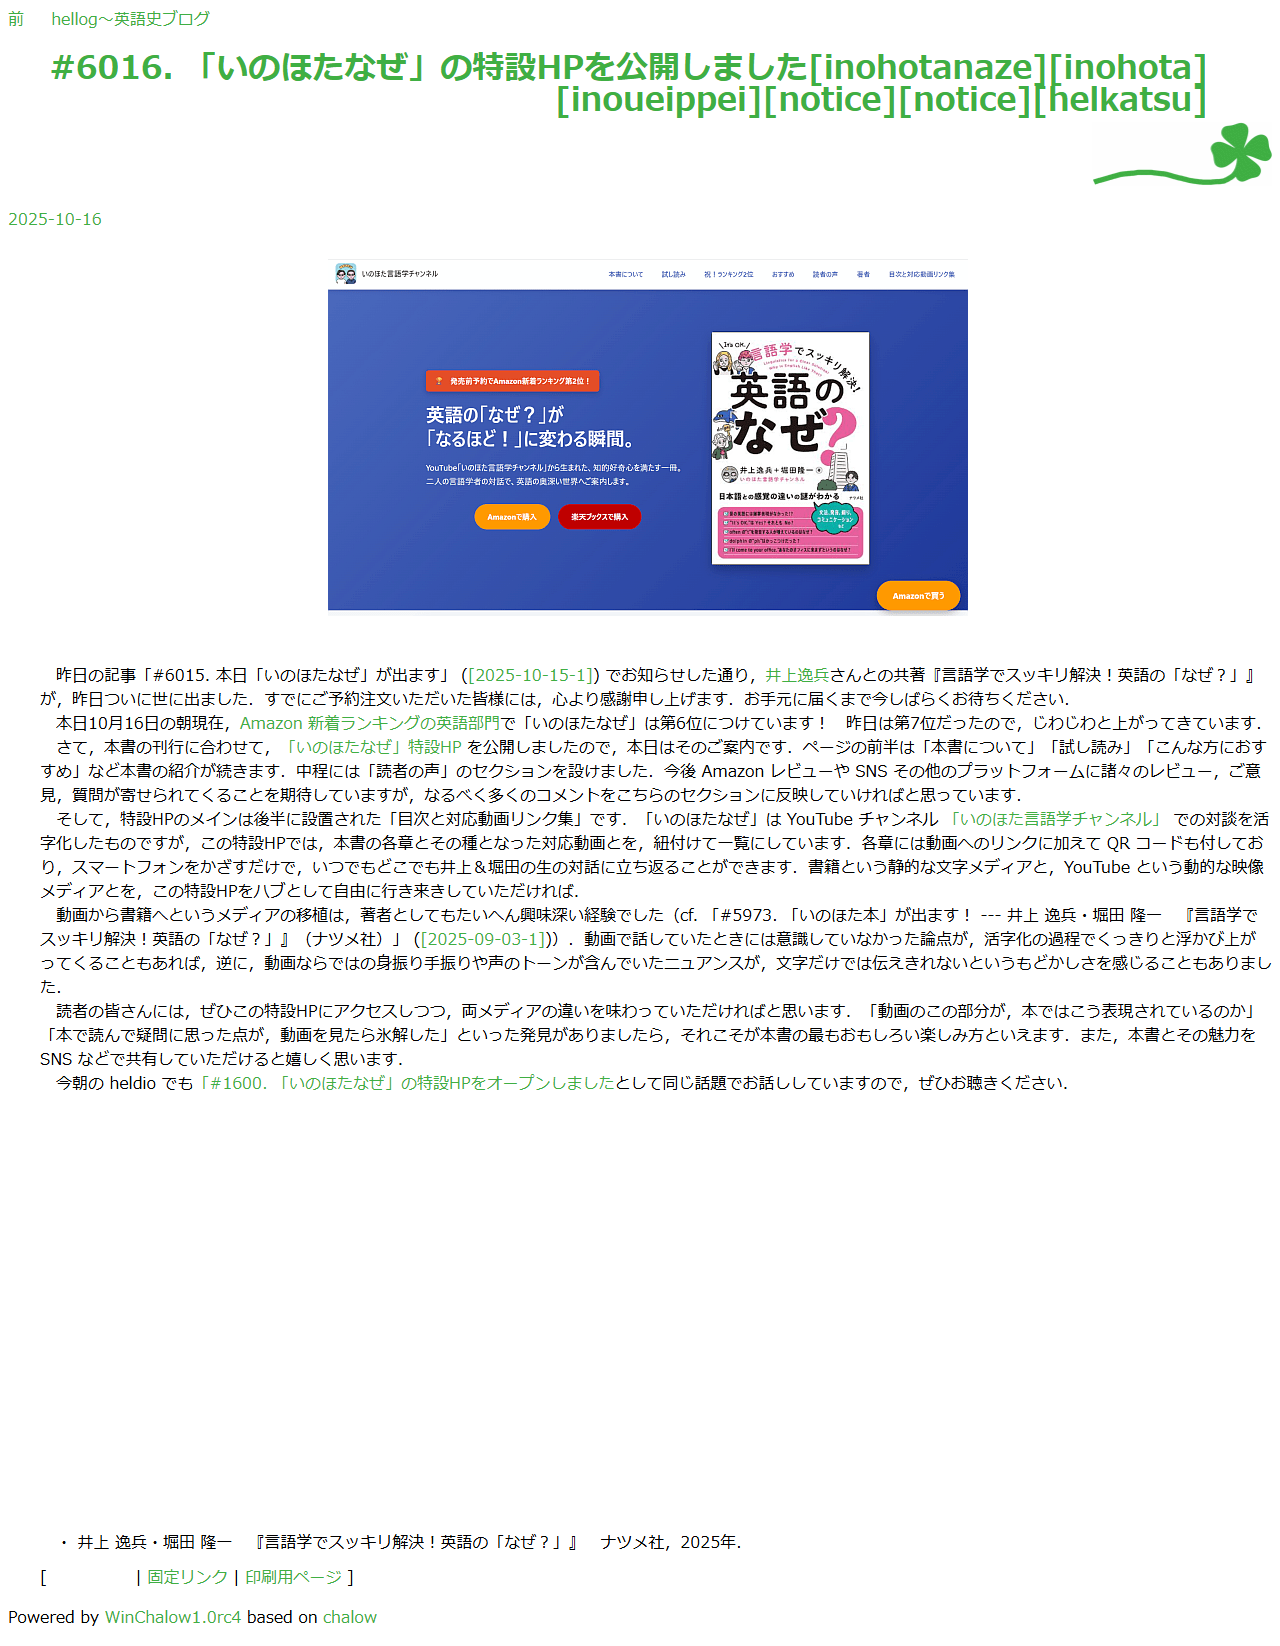 前 hellog～英語史ブログ
#6016. 「いのほたなぜ」の特設HPを公開しました[inohotanaze][inohota]
[inoueippei][notice][notice][helkatsu]
2025-10-16
いのほた言語学チャンネル 本書について 試し読み 祝！ランキング2位 おすすめ 読者の声 著者 目次と対応動画リンク集
発売前予約でAmazon新着ランキング第2位！
英語の「なぜ？」が
「なるほど！」に変わる瞬間。
YouTube「いのほた言語学チャンネル」から生まれた、知的好奇心を満たす一冊。
二人の言語学者の対話で、英語の奥深い世界へご案内します。
Amazonで購入 楽天ブックスで購入
It's OK.
言語学でスッキリ解決!
英語の
なぜ?
井上逸兵+堀田隆一
いのほた言語学チャンネル
日本語との感覚の違いの謎がわかる ナツメ社
Amazonで買う
昨日の記事「#6015. 本日「いのほたなぜ」が出ます」 ([2025-10-15-1]) でお知らせした通り，井上逸兵さんとの共著『言語学でスッキリ解決！英語の「なぜ？」』
が，昨日ついに世に出ました．すでにご予約注文いただいた皆様には，心より感謝申し上げます．お手元に届くまで今しばらくお待ちください．
本日10月16日の朝現在，Amazon 新着ランキングの英語部門で「いのほたなぜ」は第6位につけています！　昨日は第7位だったので，じわじわと上がってきています．
さて，本書の刊行に合わせて，「いのほたなぜ」特設HP を公開しましたので，本日はそのご案内です．ページの前半は「本書について」「試し読み」「こんな方におす
すめ」など本書の紹介が続きます．中程には「読者の声」のセクションを設けました．今後 Amazon レビューや SNS その他のプラットフォームに諸々のレビュー，ご意
見，質問が寄せられてくることを期待していますが，なるべく多くのコメントをこちらのセクションに反映していければと思っています．
そして，特設HPのメインは後半に設置された「目次と対応動画リンク集」です．「いのほたなぜ」は YouTube チャンネル 「いのほた言語学チャンネル」 での対談を活
字化したものですが，この特設HPでは，本書の各章とその種となった対応動画とを，紐付けて一覧にしています．各章には動画へのリンクに加えて QR コードも付してお
り，スマートフォンをかざすだけで，いつでもどこでも井上＆堀田の生の対話に立ち返ることができます．書籍という静的な文字メディアと，YouTube という動的な映像
メディアとを，この特設HPをハブとして自由に行き来きしていただければ．
動画から書籍へというメディアの移植は，著者としてもたいへん興味深い経験でした（cf. 「#5973. 「いのほた本」が出ます！ --- 井上 逸兵・堀田 隆一　『言語学で
スッキリ解決！英語の「なぜ？」』（ナツメ社）」 ([2025-09-03-1])）．動画で話していたときには意識していなかった論点が，活字化の過程でくっきりと浮かび上が
ってくることもあれば，逆に，動画ならではの身振り手振りや声のトーンが含んでいたニュアンスが，文字だけでは伝えきれないというもどかしさを感じることもありまし
た．
読者の皆さんには，ぜひこの特設HPにアクセスしつつ，両メディアの違いを味わっていただければと思います．「動画のこの部分が，本ではこう表現されているのか」
「本で読んで疑問に思った点が，動画を見たら氷解した」といった発見がありましたら，それこそが本書の最もおもしろい楽しみ方といえます．また，本書とその魅力を
SNS などで共有していただけると嬉しく思います．
今朝の heldio でも「#1600. 「いのほたなぜ」の特設HPをオープンしましたとして同じ話題でお話ししていますので，ぜひお聴きください．
・ 井上 逸兵・堀田 隆一　『言語学でスッキリ解決！英語の「なぜ？」』　ナツメ社，2025年．
[ | 固定リンク | 印刷用ページ ]
Powered by WinChalow1.0rc4 based on chalow